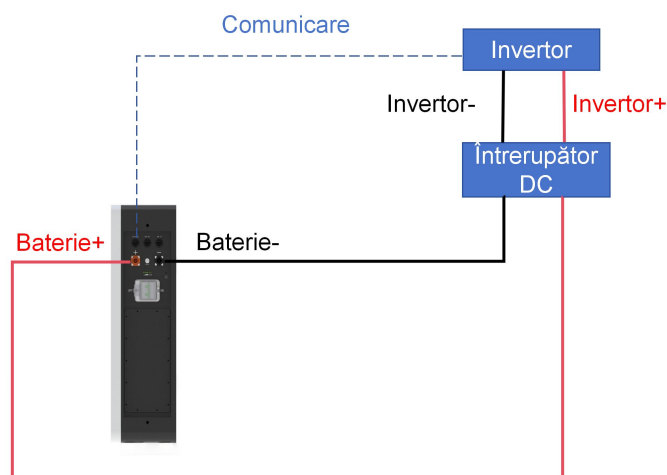 Comunicare
Invertor
Invertor-
Invertor+
Întrerupător
DC
Baterie+
Baterie-